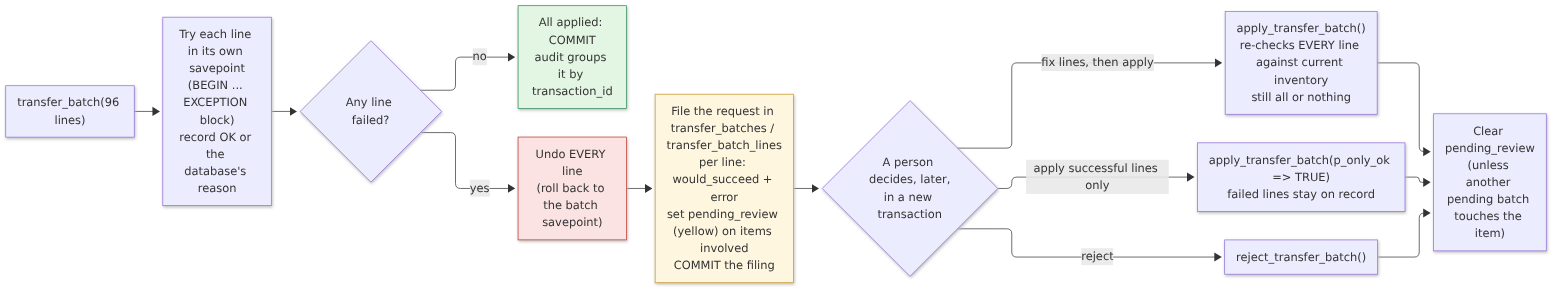 transfer_batch(96
lines)
Try each line
in its own
savepoint
(BEGIN ...
EXCEPTION
block)
record OK or
the
database's
reason
Any line
failed?
no
yes
All applied:
COMMIT
audit groups
it by
transaction_id
Undo EVERY
line
(roll back to
the batch
savepoint)
File the request in
transfer_batches /
transfer_batch_lines
per line:
would_succeed +
error
set pending_review
(yellow) on items
involved
COMMIT the filing
A person
decides, later,
in a new
transaction
fix lines, then apply
apply successful lines
only
reject
apply_transfer_batch()
re-checks EVERY line
against current
inventory
still all or nothing
apply_transfer_batch(p_only_ok
=> TRUE)
failed lines stay on record
reject_transfer_batch()
Clear
pending_review
(unless
another
pending batch
touches the
item)